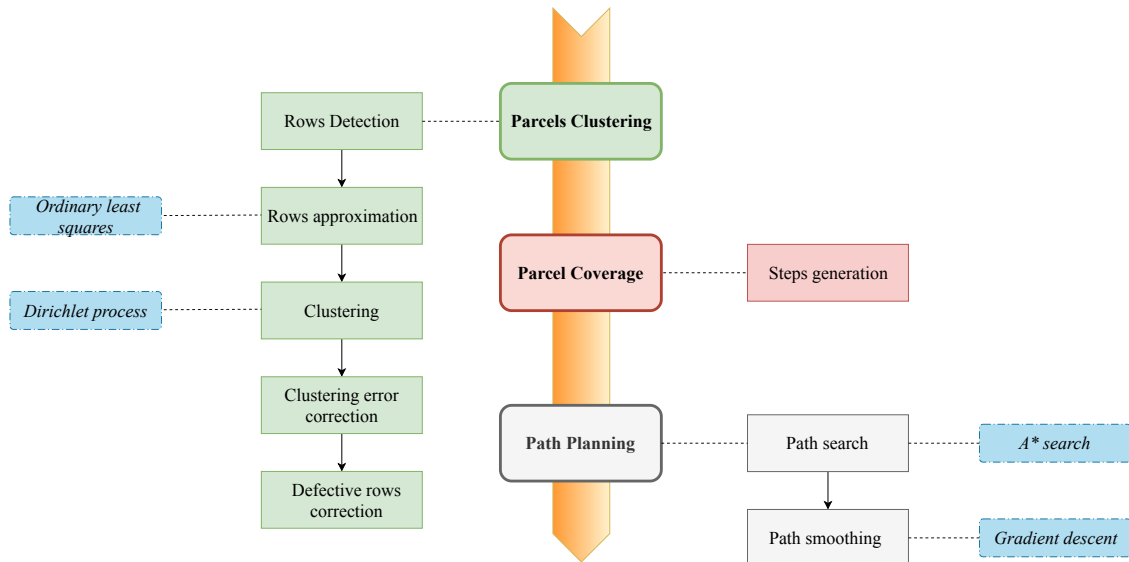 Rows Detection
Parcels Clustering
Ordinary least
squares
Rows approximation
Parcel Coverage
Steps generation
Dirichlet process
Clustering
Clustering error
correction
Path Planning
Path search
A* search
Defective rows
correction
Path smoothing
Gradient descent